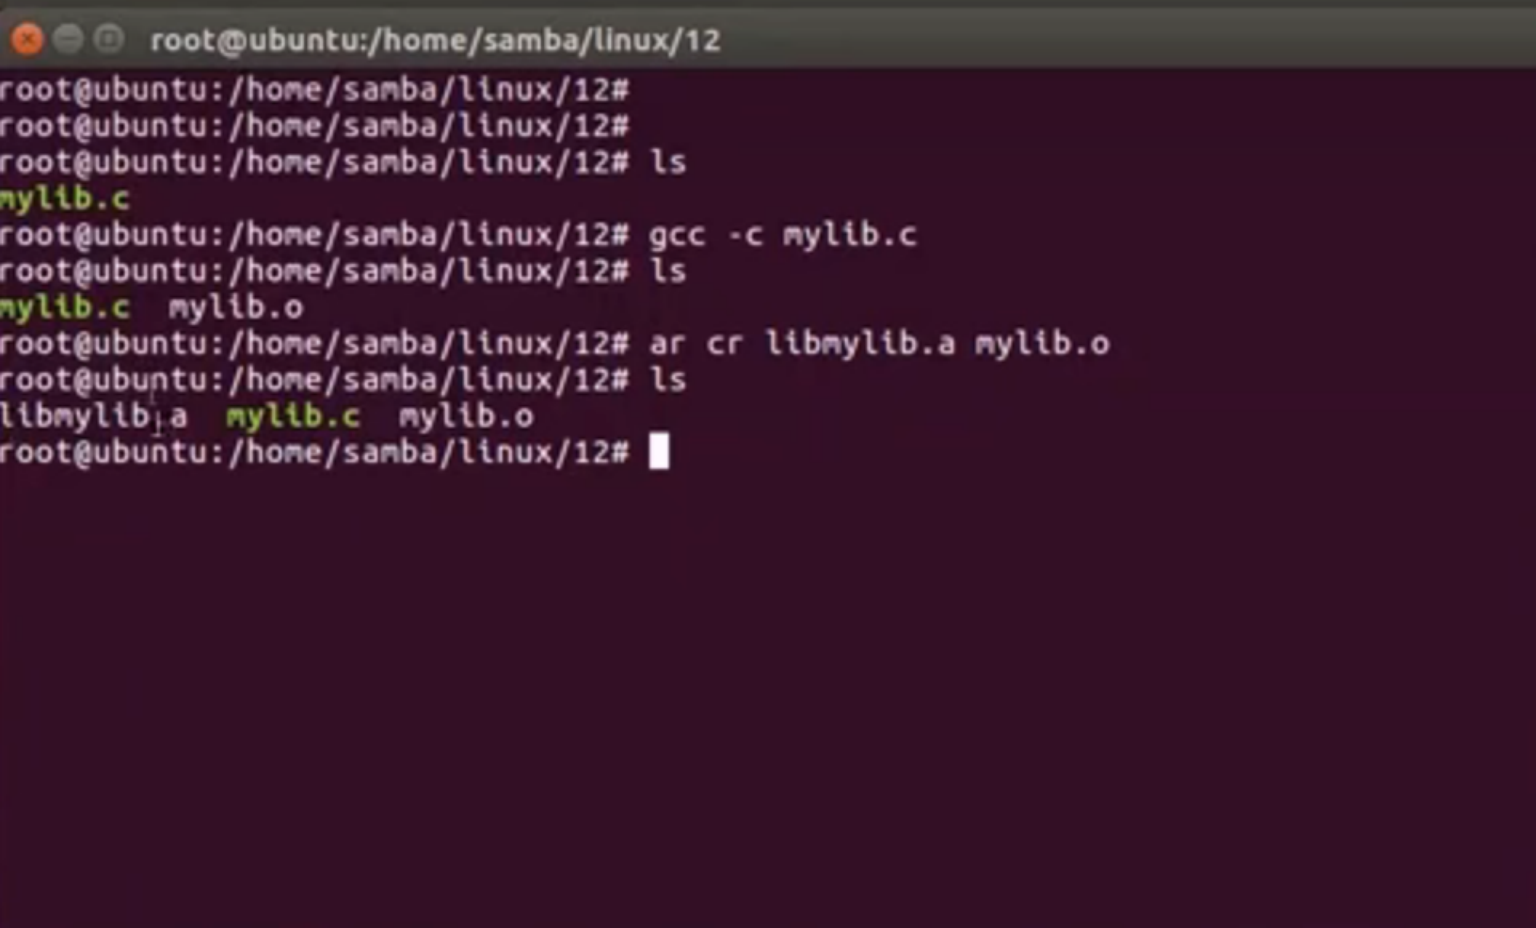 root@ubuntu:/home/samba/linux/12
root@ubuntu:/home/samba/linux/12#
root@ubuntu:/home/samba/linux/12#
root@ubuntu:/home/samba/linux/12# ls
mylib.c
root@ubuntu:/home/samba/linux/12# gcc -c mylib.c
root@ubuntu:/home/samba/linux/12# ls
mylib.c  mylib.o
root@ubuntu:/home/samba/linux/12# ar cr libmylib.a mylib.o
root@ubuntu:/home/samba/linux/12# ls
libmylib.a  mylib.c  mylib.o
root@ubuntu:/home/samba/linux/12#